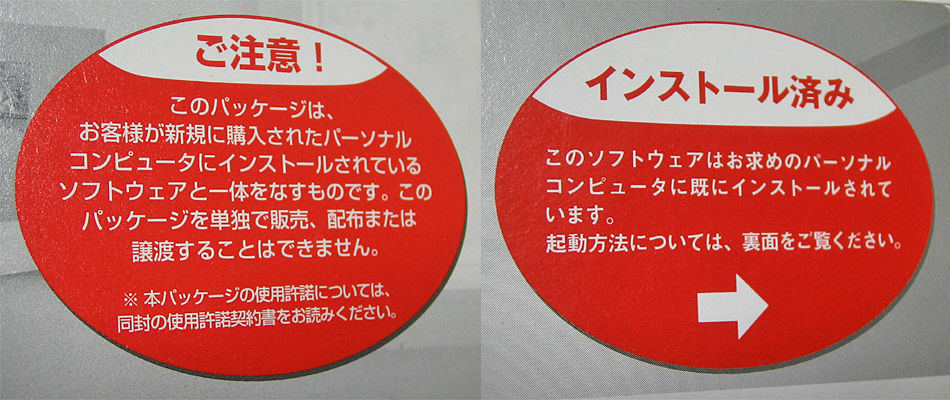 ご注意！
このパッケージは、
お客様が新規に購入されたパーソナル
コンピュータにインストールされている
ソフトウェアと一体をなすものです。この
パッケージを単独で販売、配布または
譲渡することはできません。
※ 本パッケージの使用許諾については、
同封の使用許諾契約書をお読みください。
インストール済み
このソフトウェアはお求めのパーソナル
コンピュータに既にインストールされて
います。
起動方法については、裏面をご覧ください。